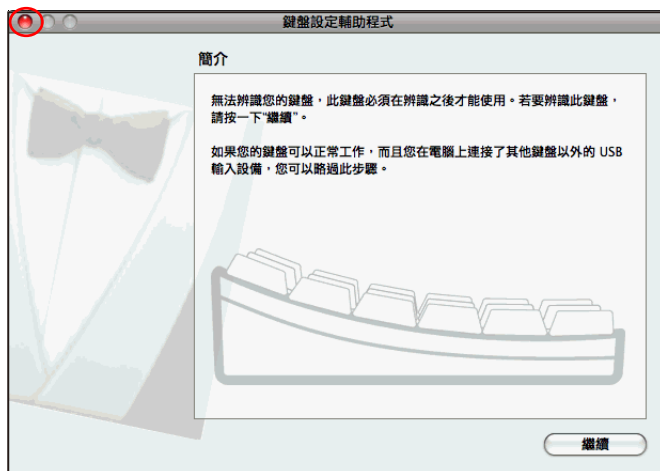 鍵盤設定輔助程式
簡介
無法辨識您的鍵盤，此鍵盤必須在辨識之後才能使用。若要辨識此鍵盤，
請按一下"繼續"。
如果您的鍵盤可以正常工作，而且您在電腦上連接了其他鍵盤以外的 USB
輸入設備，您可以略過此步驟。
繼續